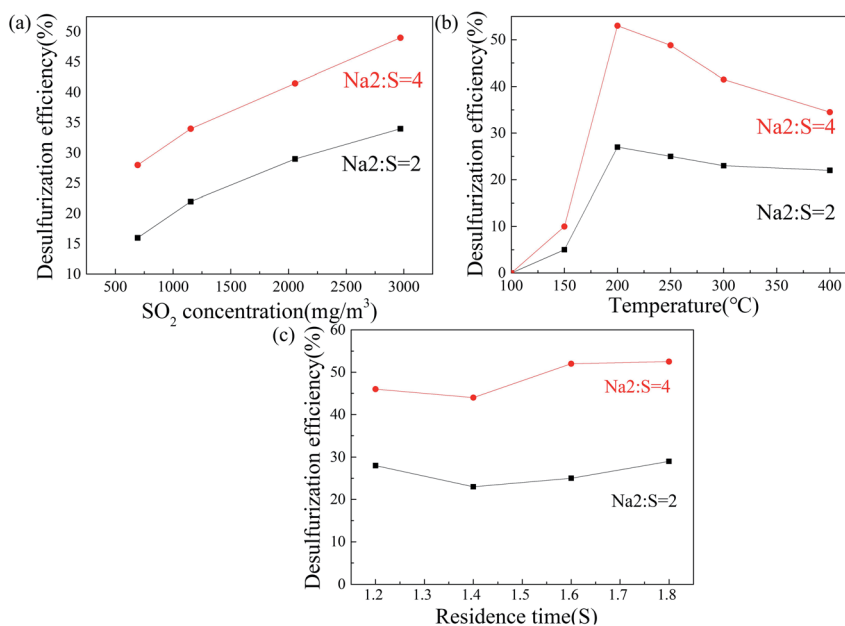 (a)
Desulfurization efficiency(%)
50
45
40
35
30
25
20
15
10
Na2:S=4
Na2:S=2
500 1000 1500 2000 2500 3000
SO₂ concentration(mg/m³)
(b)
Desulfurization efficiency(%)
50
40
30
20
10
0
Na2:S=4
Na2:S=2
100 150 200 250 300 350 400
Temperature(°C)
(c)
Desulfurization efficiency(%)
60
50
40
30
20
10
0
Na2:S=4
Na2:S=2
1.2 1.3 1.4 1.5 1.6 1.7 1.8
Residence time(S)